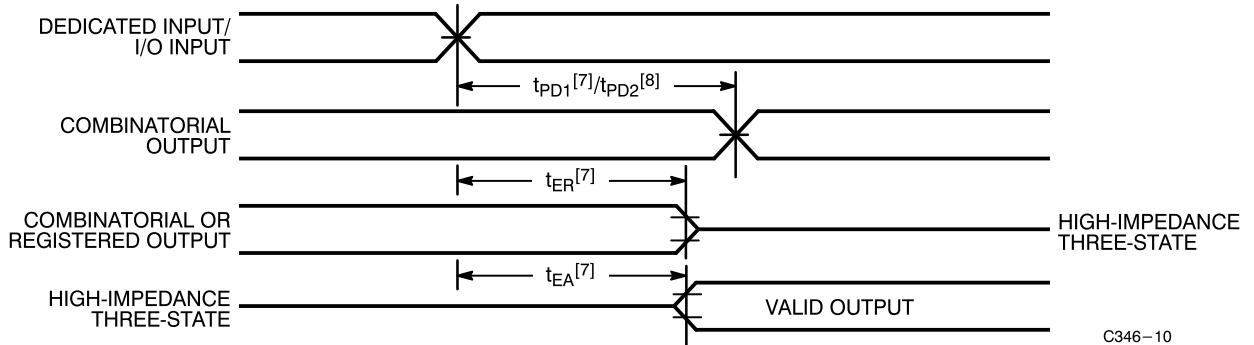 DEDICATED INPUT/
I/O INPUT
tPD1[7]/tPD2[8]
COMBINATORIAL
OUTPUT
tER[7]
COMBINATORIAL OR
REGISTERED OUTPUT
HIGH-IMPEDANCE
THREE-STATE
tEA[7]
HIGH-IMPEDANCE
THREE-STATE
VALID OUTPUT
C346-10